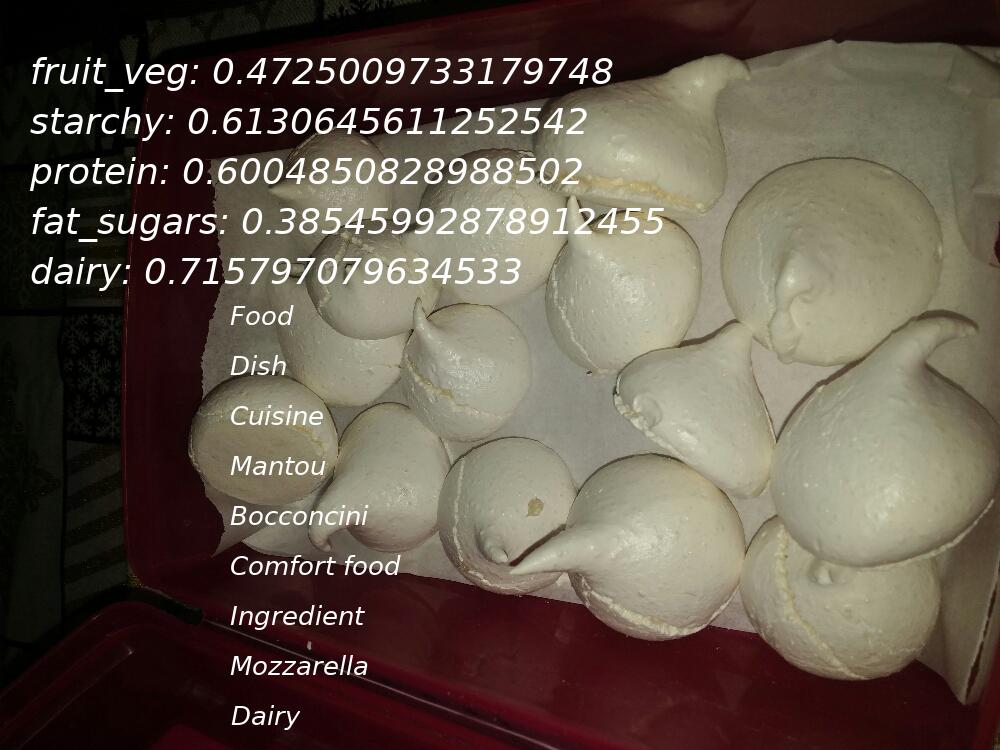 fruit_veg: 0.4725009733179748
starchy: 0.6130645611252542
protein: 0.6004850828988502
fat_sugars: 0.38545992878912455
dairy: 0.715797079634533
Food
Dish
Cuisine
Mantou
Bocconcini
Comfort food
Ingredient
Mozzarella
Dairy